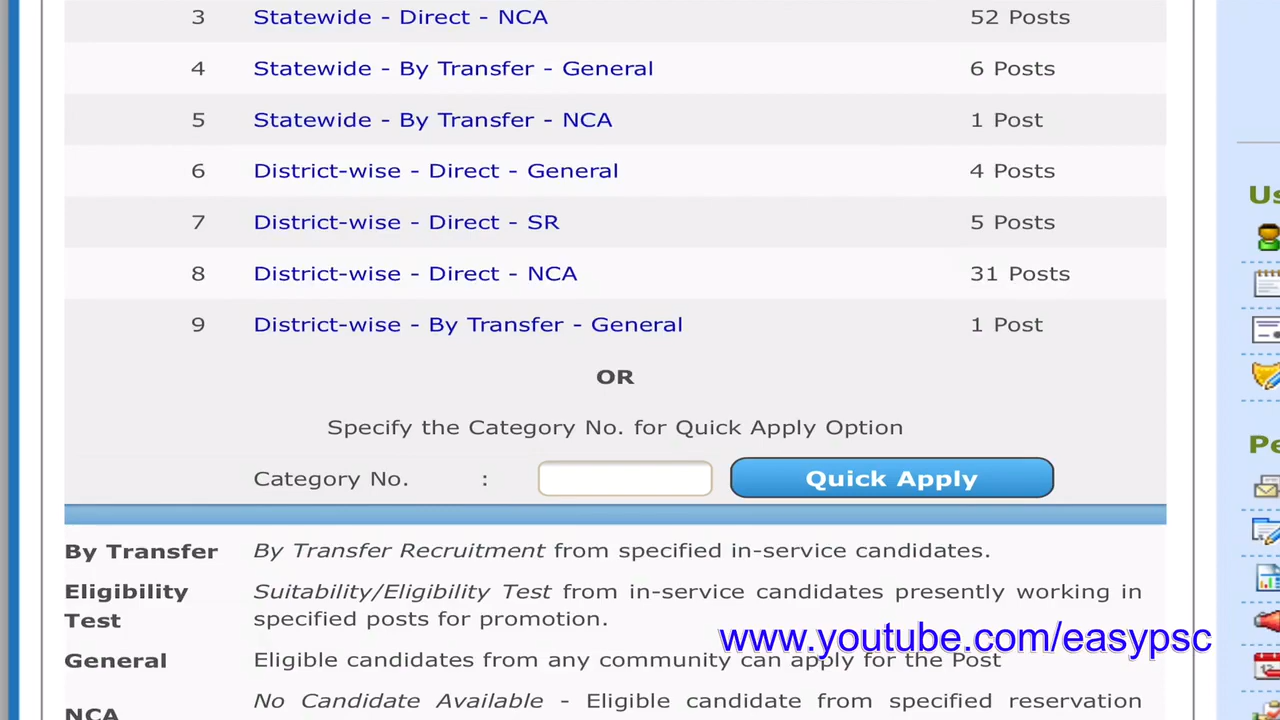 3 Statewide - Direct - NCA 52 Posts
4 Statewide - By Transfer - General 6 Posts
5 Statewide - By Transfer - NCA 1 Post
6 District-wise - Direct - General 4 Posts
7 District-wise - Direct - SR 5 Posts
8 District-wise - Direct - NCA 31 Posts
9 District-wise - By Transfer - General 1 Post
OR
Specify the Category No. for Quick Apply Option
Category No. : Quick Apply
By Transfer By Transfer Recruitment from specified in-service candidates.
Eligibility Test Suitability/Eligibility Test from in-service candidates presently working in
specified posts for promotion.
General Eligible candidates from any community can apply for the Post
NCA No Candidate Available - Eligible candidate from specified reservation
www.youtube.com/easypsc
Us
Pe